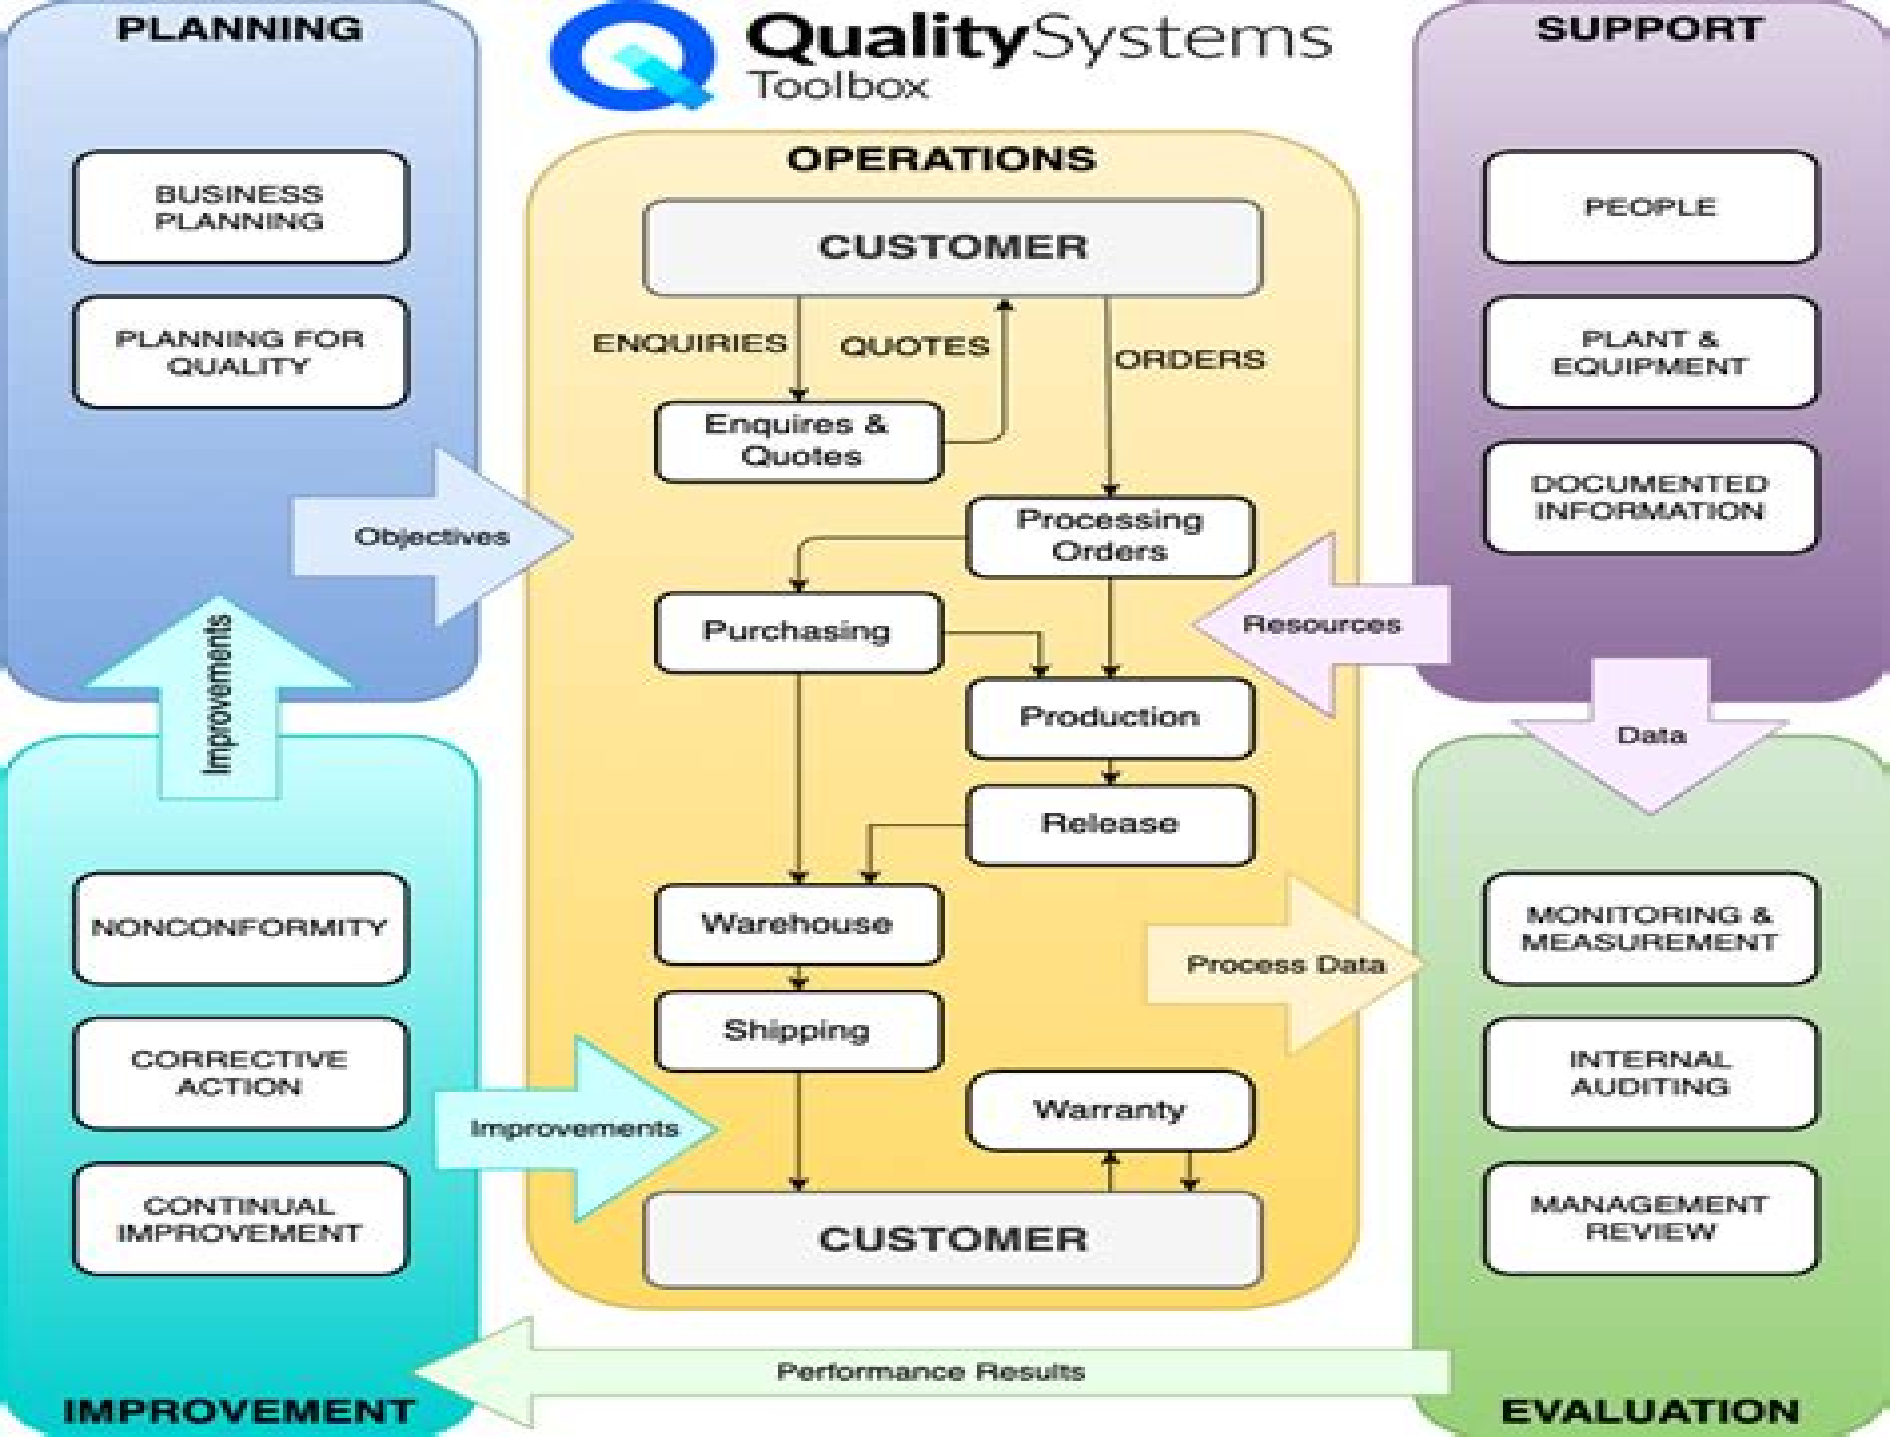 PLANNING
BUSINESS
PLANNING
PLANNING FOR
QUALITY
Objectives
Improvements
QualitySystems
Toolbox
OPERATIONS
CUSTOMER
ENQUIRIES
QUOTES
ORDERS
Enquires &
Quotes
Processing
Orders
Purchasing
Production
Release
Warehouse
Shipping
Warranty
CUSTOMER
SUPPORT
PEOPLE
PLANT &
EQUIPMENT
DOCUMENTED
INFORMATION
Resources
Data
NONCONFORMITY
CORRECTIVE
ACTION
CONTINUAL
IMPROVEMENT
Improvements
IMPROVEMENT
Process Data
MONITORING &
MEASUREMENT
INTERNAL
AUDITING
MANAGEMENT
REVIEW
Performance Results
EVALUATION